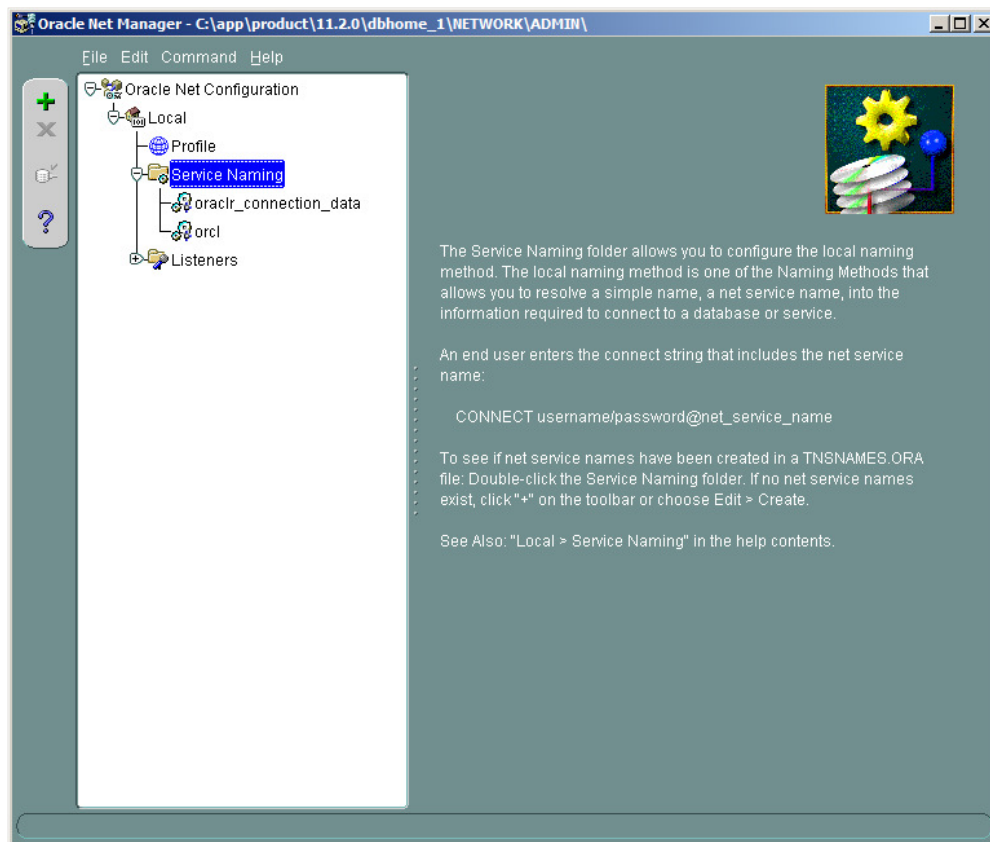 Oracle Net Manager - C:\app\product\11.2.0\dbhome_1\NETWORK\ADMIN\
File Edit Command Help
Oracle Net Configuration
Local
Profile
Service Naming
oraclr_connection_data
orcl
Listeners
The Service Naming folder allows you to configure the local naming
method. The local naming method is one of the Naming Methods that
allows you to resolve a simple name, a net service name, into the
information required to connect to a database or service.
An end user enters the connect string that includes the net service
name:
CONNECT username/password@net_service_name
To see if net service names have been created in a TNSNAMES.ORA
file: Double-click the Service Naming folder. If no net service names
exist, click "+" on the toolbar or choose Edit > Create.
See Also: "Local > Service Naming" in the help contents.